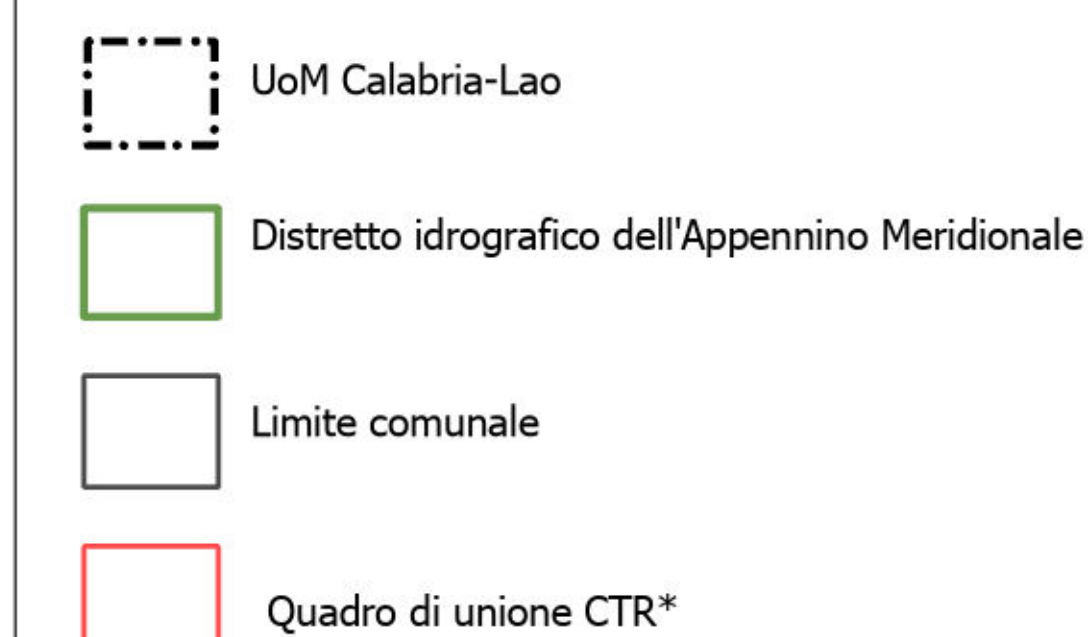 UoM Calabria-Lao
Distretto idrografico dell'Appennino Meridionale
Limite comunale
Quadro di unione CTR*